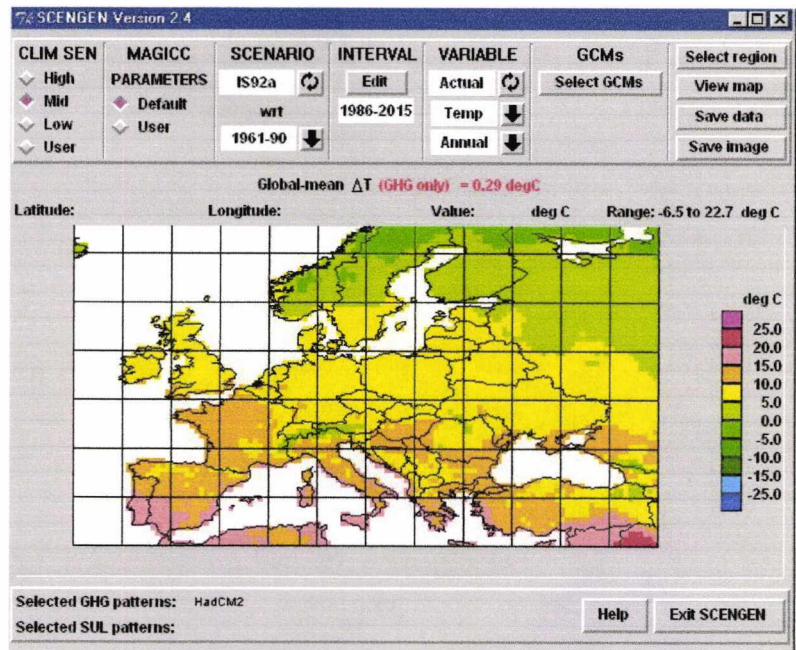 SCENGEN Version 2.4
CLIM SEN
High
Mid
Low
User
MAGICC
PARAMETERS
Default
User
SCENARIO
IS92a
wrt
1961-90
INTERVAL
Edit
1986-2015
VARIABLE
Actual
Temp
Annual
GCMs
Select GCMs
Select region
View map
Save data
Save image
Global-mean ΔT (GHG only) = 0.29 degC
Latitude: Longitude: Value: deg C Range: -6.5 to 22.7 deg C
deg C
25.0
20.0
15.0
10.0
5.0
0.0
-5.0
-10.0
-15.0
-25.0
Selected GHG patterns: HadCM2
Selected SUL patterns:
Help
Exit SCENGEN